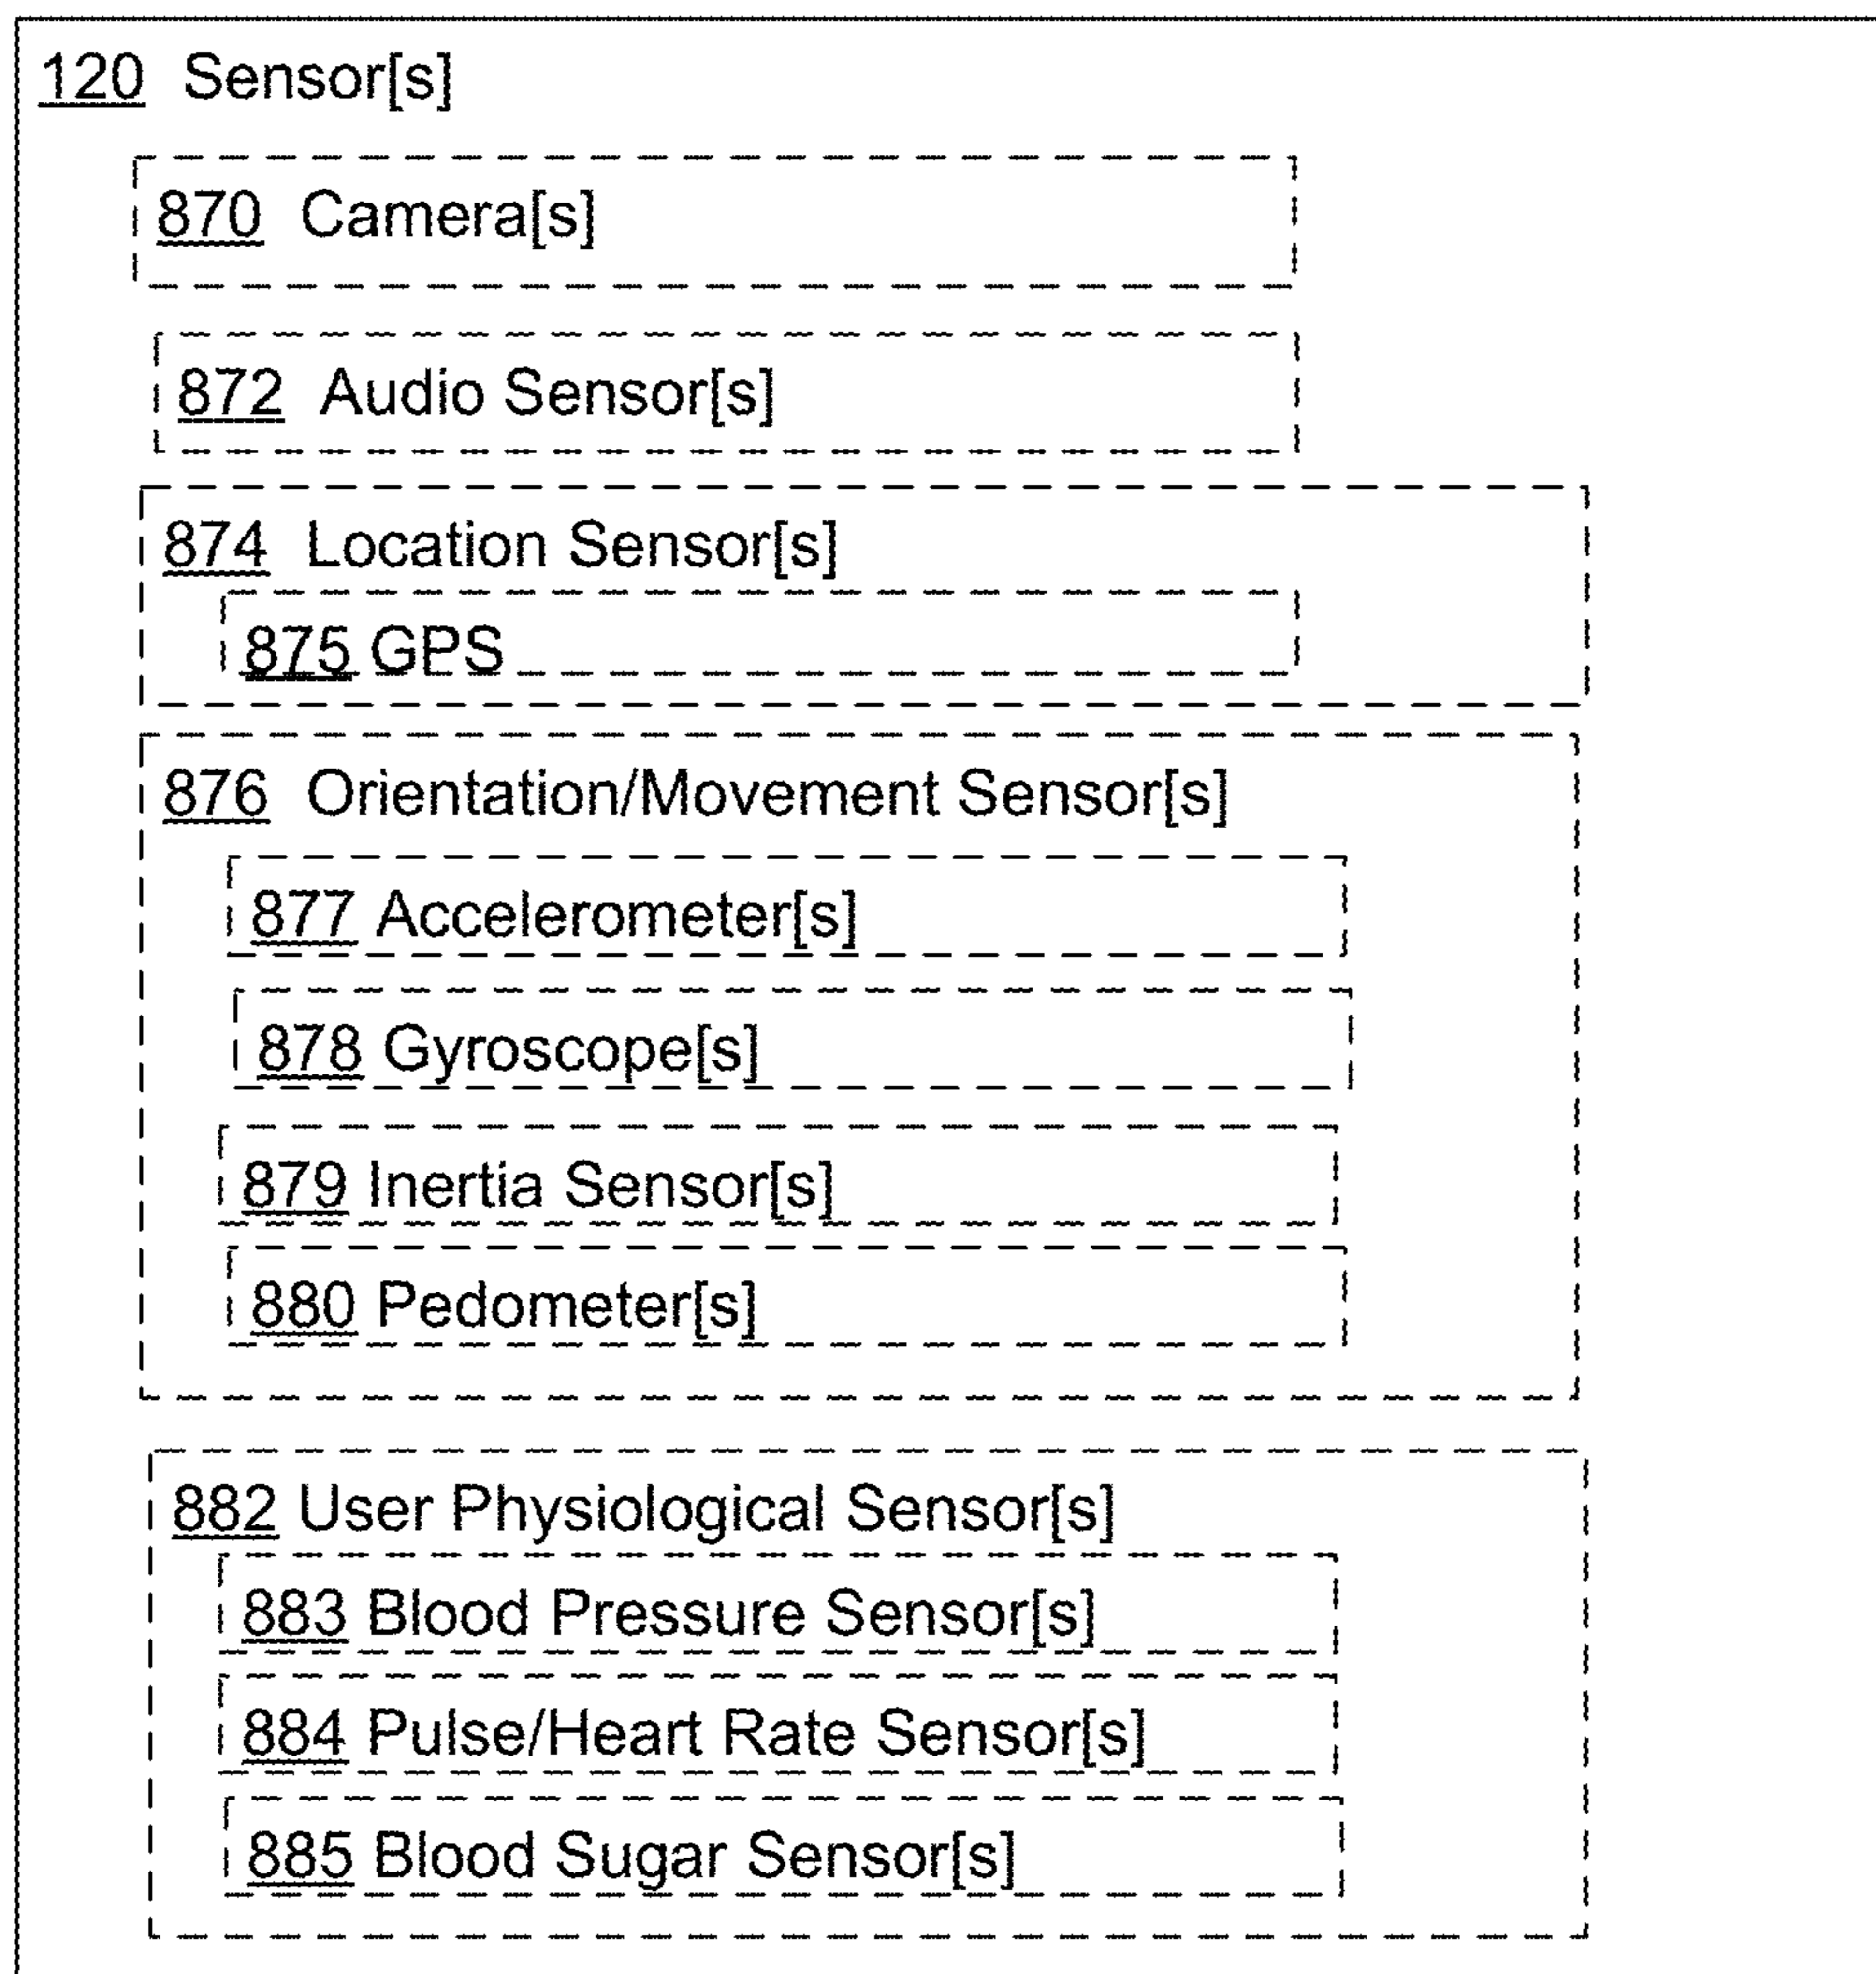 120 Sensor[s]
870 Camera[s]
872 Audio Sensor[s]
874 Location Sensor[s]
875 GPS
876 Orientation/Movement Sensor[s]
877 Accelerometer[s]
878 Gyroscope[s]
879 Inertia Sensor[s]
880 Pedometer[s]
882 User Physiological Sensor[s]
883 Blood Pressure Sensor[s]
884 Pulse/Heart Rate Sensor[s]
885 Blood Sugar Sensor[s]